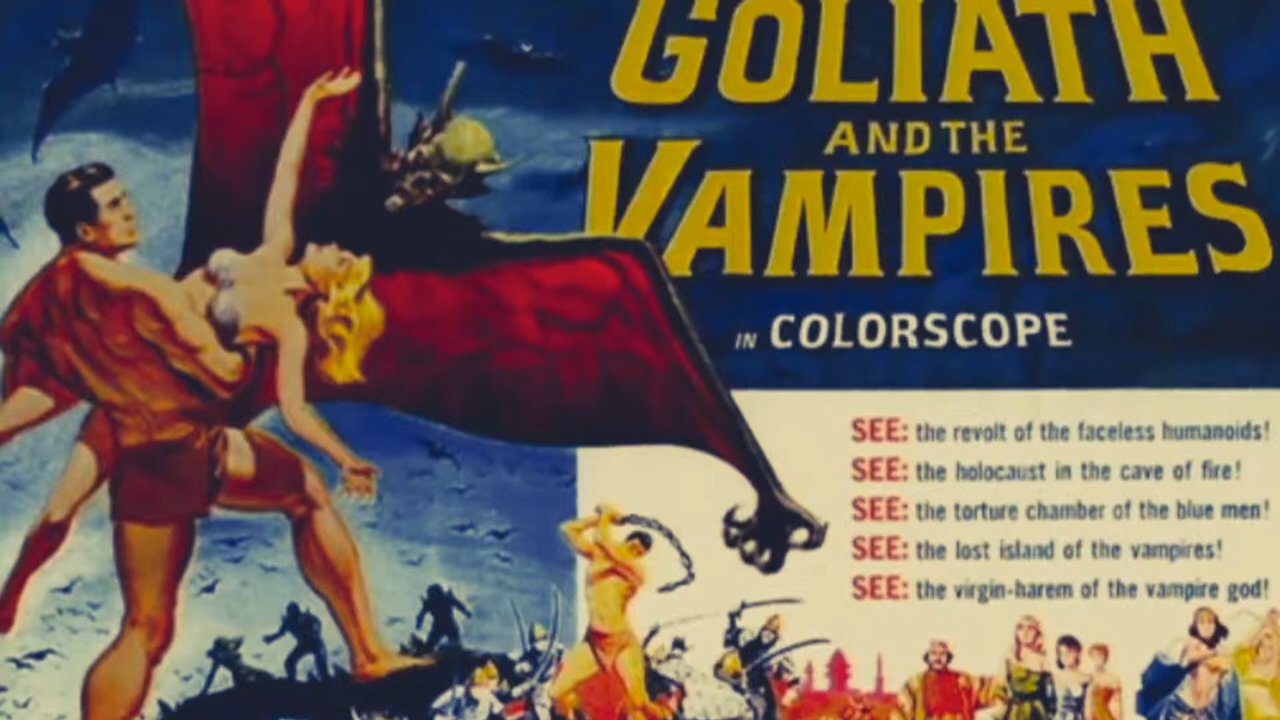 GOLIATH
AND THE
VAMPIRES
IN COLORSCOPE
SEE: the revolt of the faceless humanoids!
SEE: the holocaust in the cave of fire!
SEE: the torture chamber of the blue men!
SEE: the lost island of the vampires!
SEE: the virgin-harem of the vampire god!